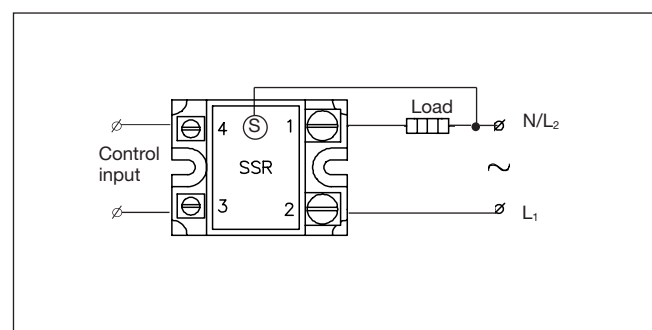 Load
N/L₂
4 S 1
Control
input
SSR
~
3 2
L₁